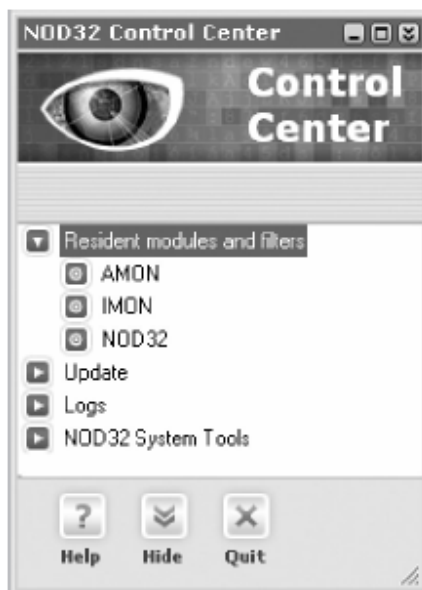 NOD32 Control Center
Control
Center
Resident modules and filters
AMON
IMON
NOD32
Update
Logs
NOD32 System Tools
?
Help
Hide
Quit